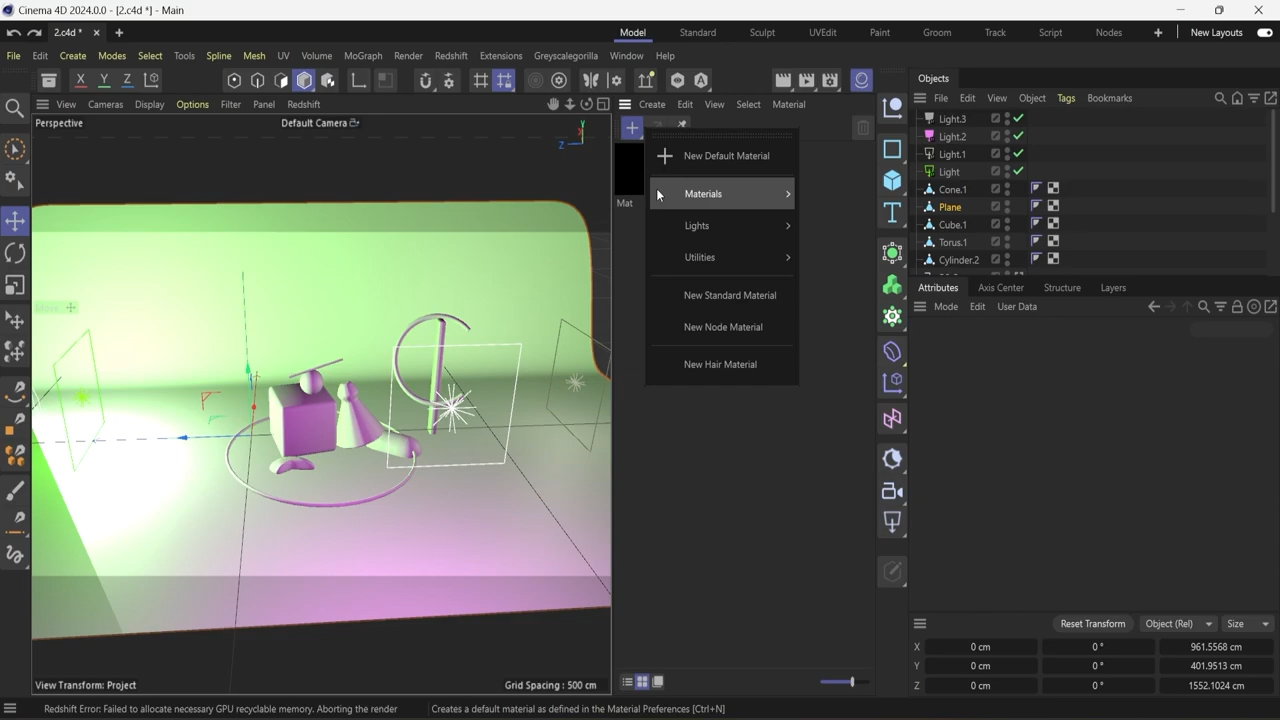 Cinema 4D 2024.0.0 - [2.c4d *] - Main
2.c4d *
Model Standard Sculpt UVEdit Paint Groom Track Script Nodes New Layouts
File Edit Create Modes Select Tools Spline Mesh UV Volume MoGraph Render Redshift Extensions Greyscalegorilla Window Help
X Y Z
Objects
View Cameras Display Options Filter Panel Redshift
Create Edit View Select Material
File Edit View Object Tags Bookmarks
Perspective
Default Camera
Y
Z
Light.3
Light.2
Light.1
Light
Cone.1
Plane
Cube.1
Torus.1
Cylinder.2
New Default Material
Materials
Lights
Utilities
New Standard Material
New Node Material
New Hair Material
Mat
Move
Attributes Axis Center Structure Layers
Mode Edit User Data
Reset Transform Object (Rel) Size
X 0 cm 0 ° 961.5568 cm
Y 0 cm 0 ° 401.9513 cm
Z 0 cm 0 ° 1552.1024 cm
View Transform: Project
Grid Spacing : 500 cm
Redshift Error: Failed to allocate necessary GPU recyclable memory. Aborting the render
Creates a default material as defined in the Material Preferences [Ctrl+N]